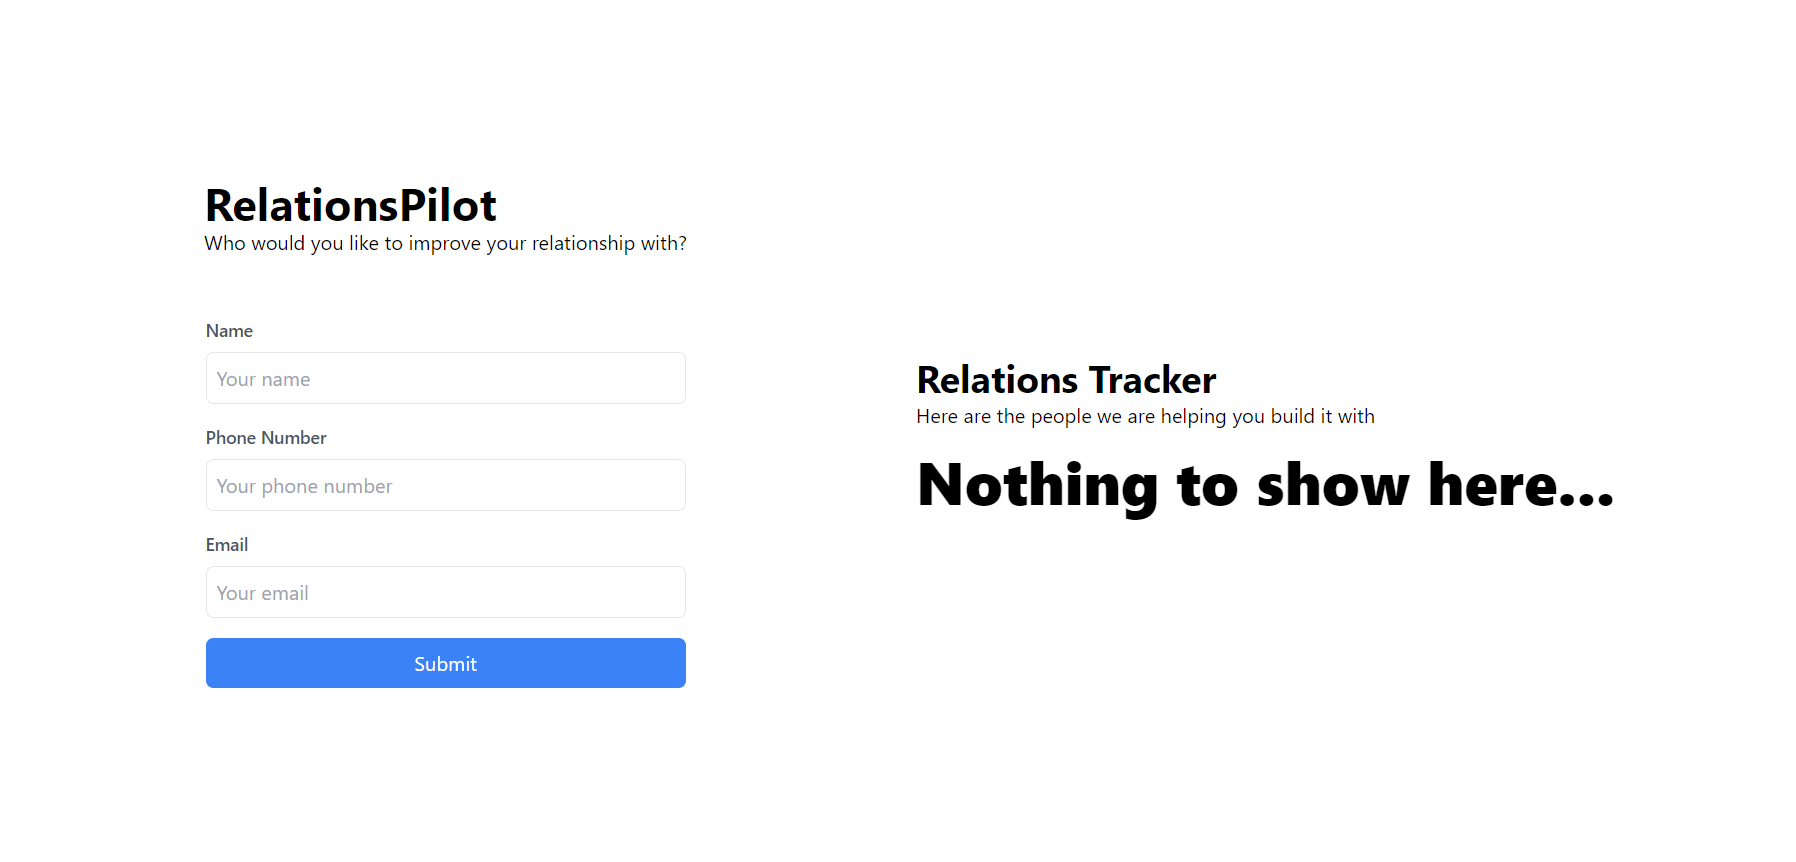 RelationsPilot
Who would you like to improve your relationship with?
Name
Your name
Phone Number
Your phone number
Email
Your email
Submit
Relations Tracker
Here are the people we are helping you build it with
Nothing to show here...